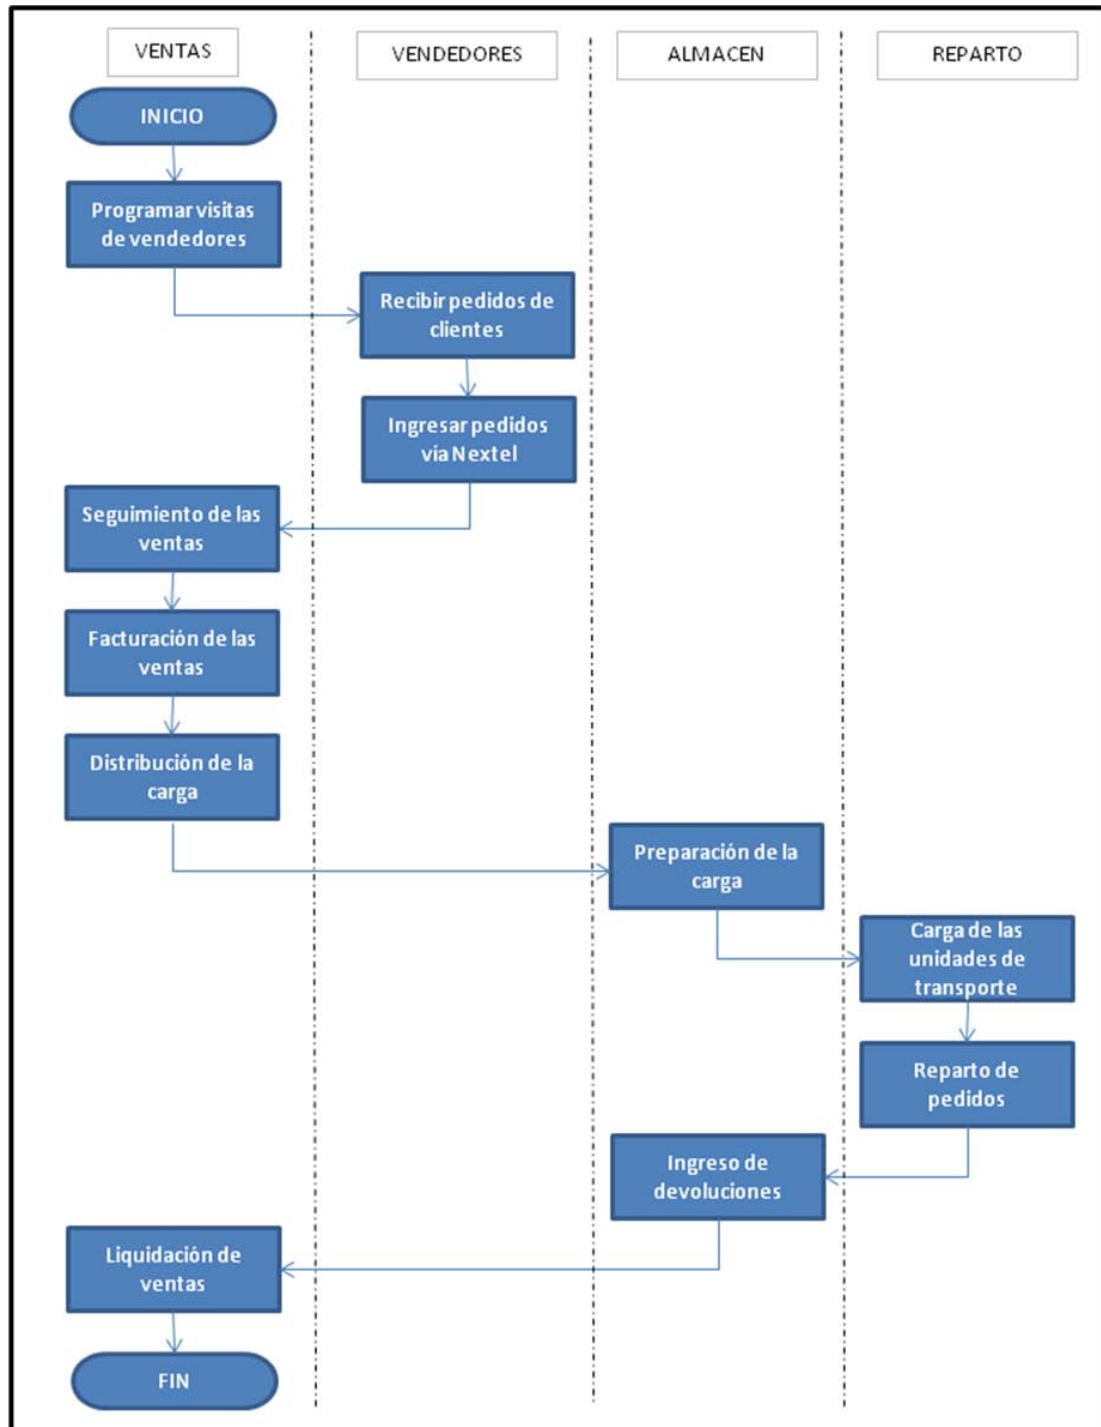 VENTAS
VENDEDORES
ALMACEN
REPARTO
INICIO
Programar visitas
de vendedores
Recibir pedidos de
clientes
Ingresar pedidos
vía Nextel
Seguimiento de las
ventas
Facturación de las
ventas
Distribución de la
carga
Preparación de la
carga
Carga de las
unidades de
transporte
Reparto de
pedidos
Ingreso de
devoluciones
Liquidación de
ventas
FIN